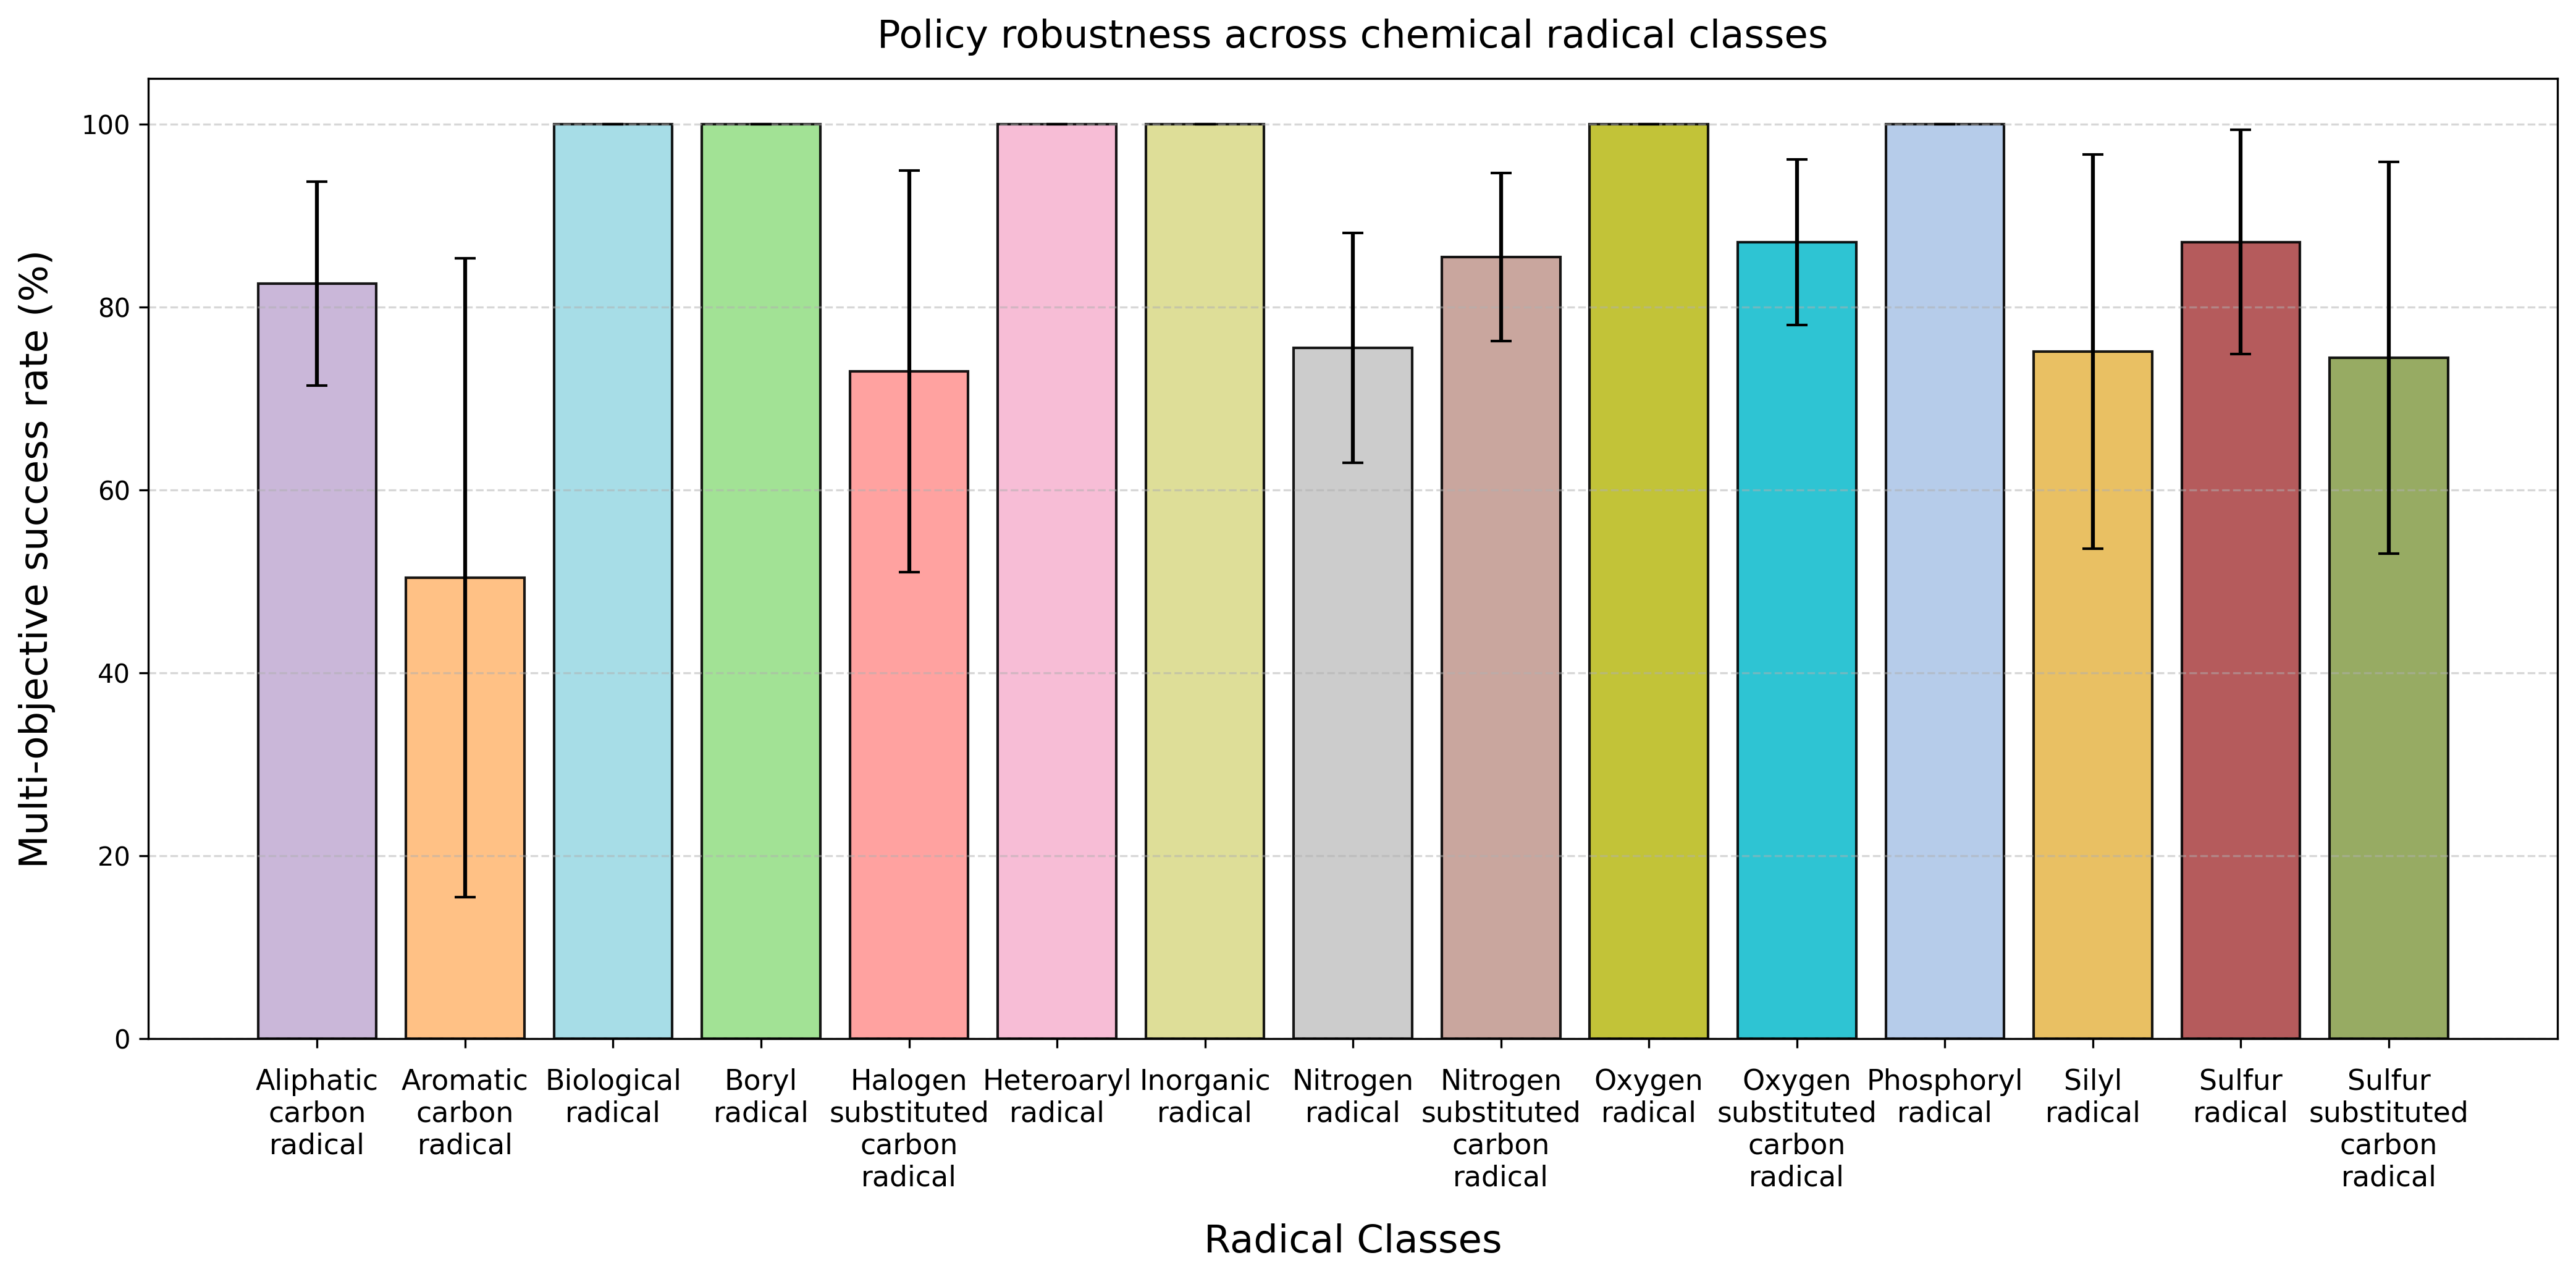 Policy robustness across chemical radical classes
Multi-objective success rate (%)
100
80
60
40
20
0
Aliphatic
carbon
radical
Aromatic
carbon
radical
Biological
radical
Boryl
radical
Halogen
substituted
carbon
radical
Heteroaryl
radical
Inorganic
radical
Nitrogen
radical
Nitrogen
substituted
carbon
radical
Oxygen
radical
Oxygen
substituted
carbon
radical
Phosphoryl
radical
Silyl
radical
Sulfur
radical
Sulfur
substituted
carbon
radical
Radical Classes